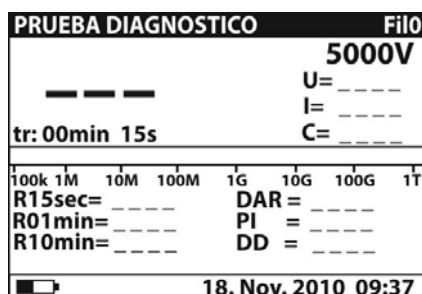 PRUEBA DIAGNOSTICO Fil0
5000V
U= _ _ _ _
_ _ _ I= _ _ _ _
tr: 00min 15s C= _ _ _ _
100k 1M 10M 100M 1G 10G 100G 1T
R15sec= _ _ _ _ DAR = _ _ _ _
R01min= _ _ _ _ PI = _ _ _ _
R10min= _ _ _ _ DD = _ _ _ _
18. Nov. 2010 09:37